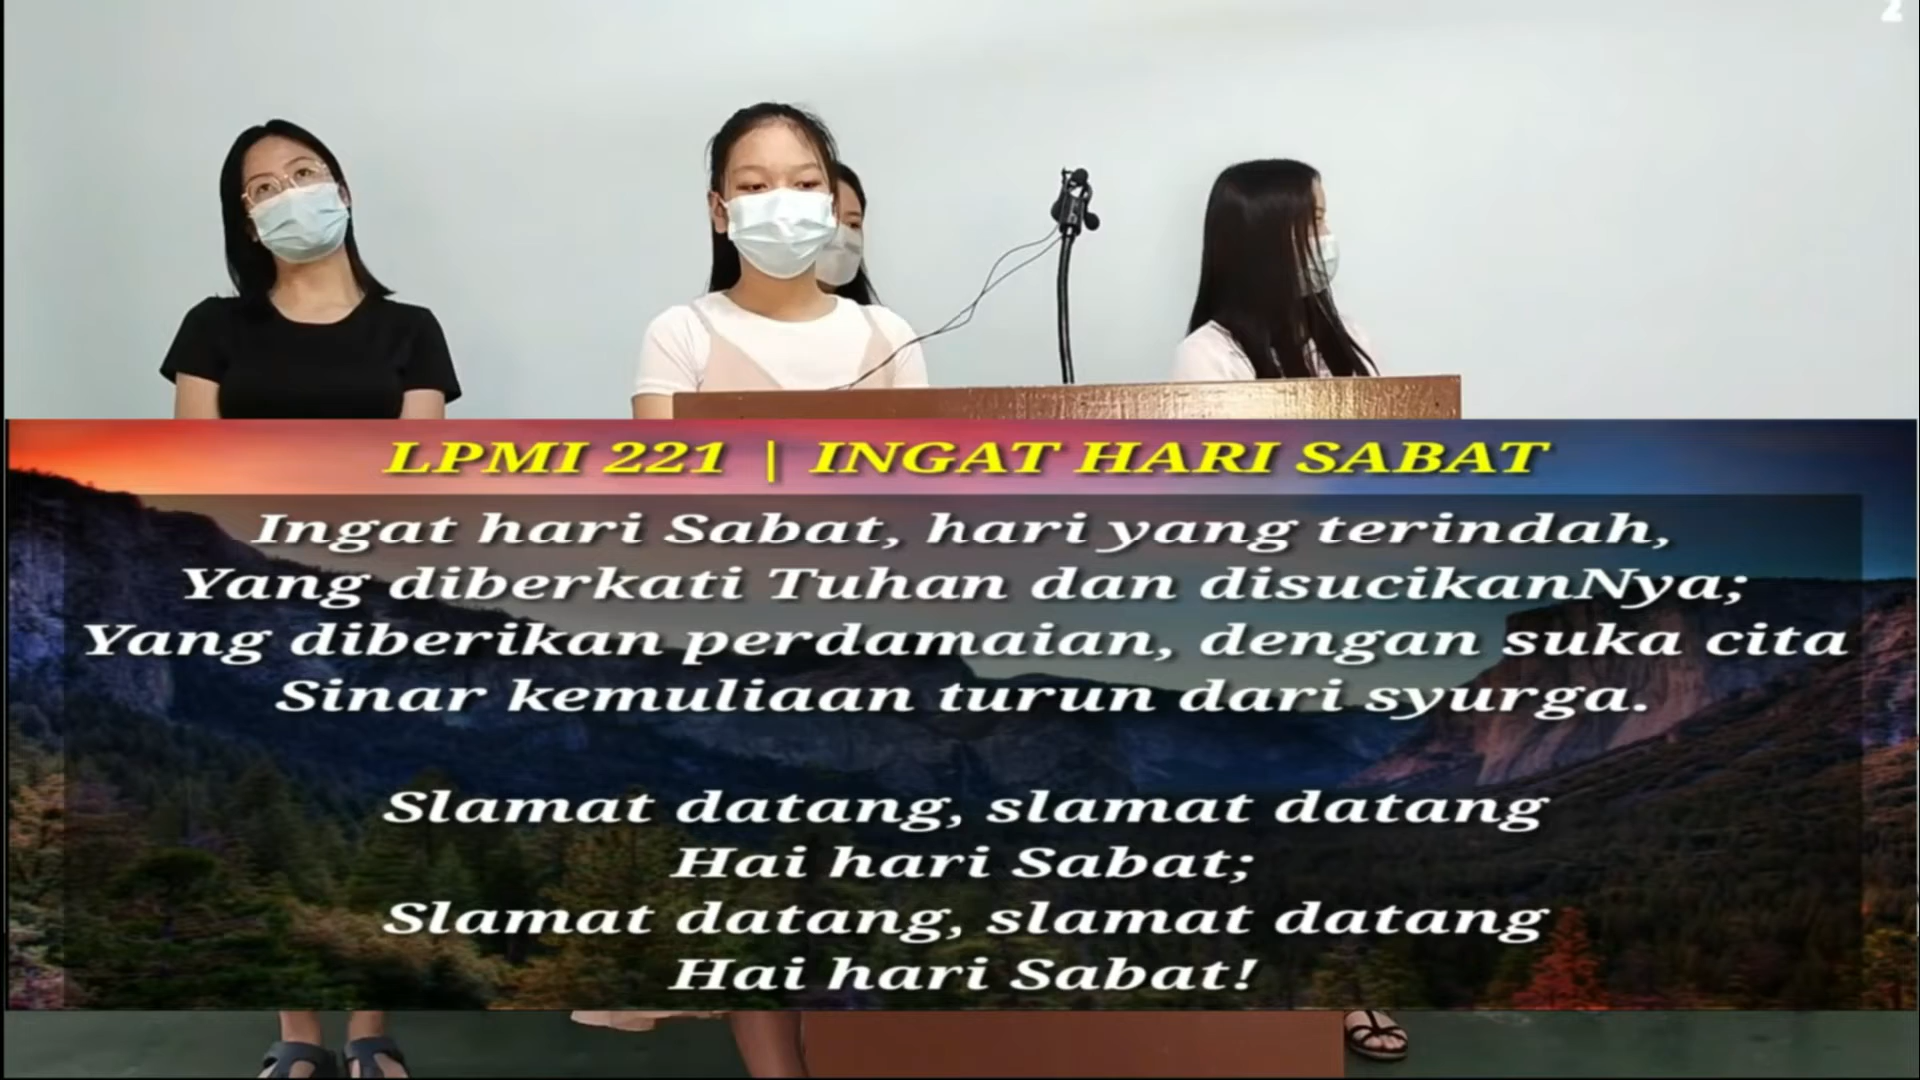 2
LPMI 221 | INGAT HARI SABAT
Ingat hari Sabat, hari yang terindah,
Yang diberkati Tuhan dan disucikanNya;
Yang diberikan perdamaian, dengan suka cita
Sinar kemuliaan turun dari syurga.
Slamat datang, slamat datang
Hai hari Sabat;
Slamat datang, slamat datang
Hai hari Sabat!